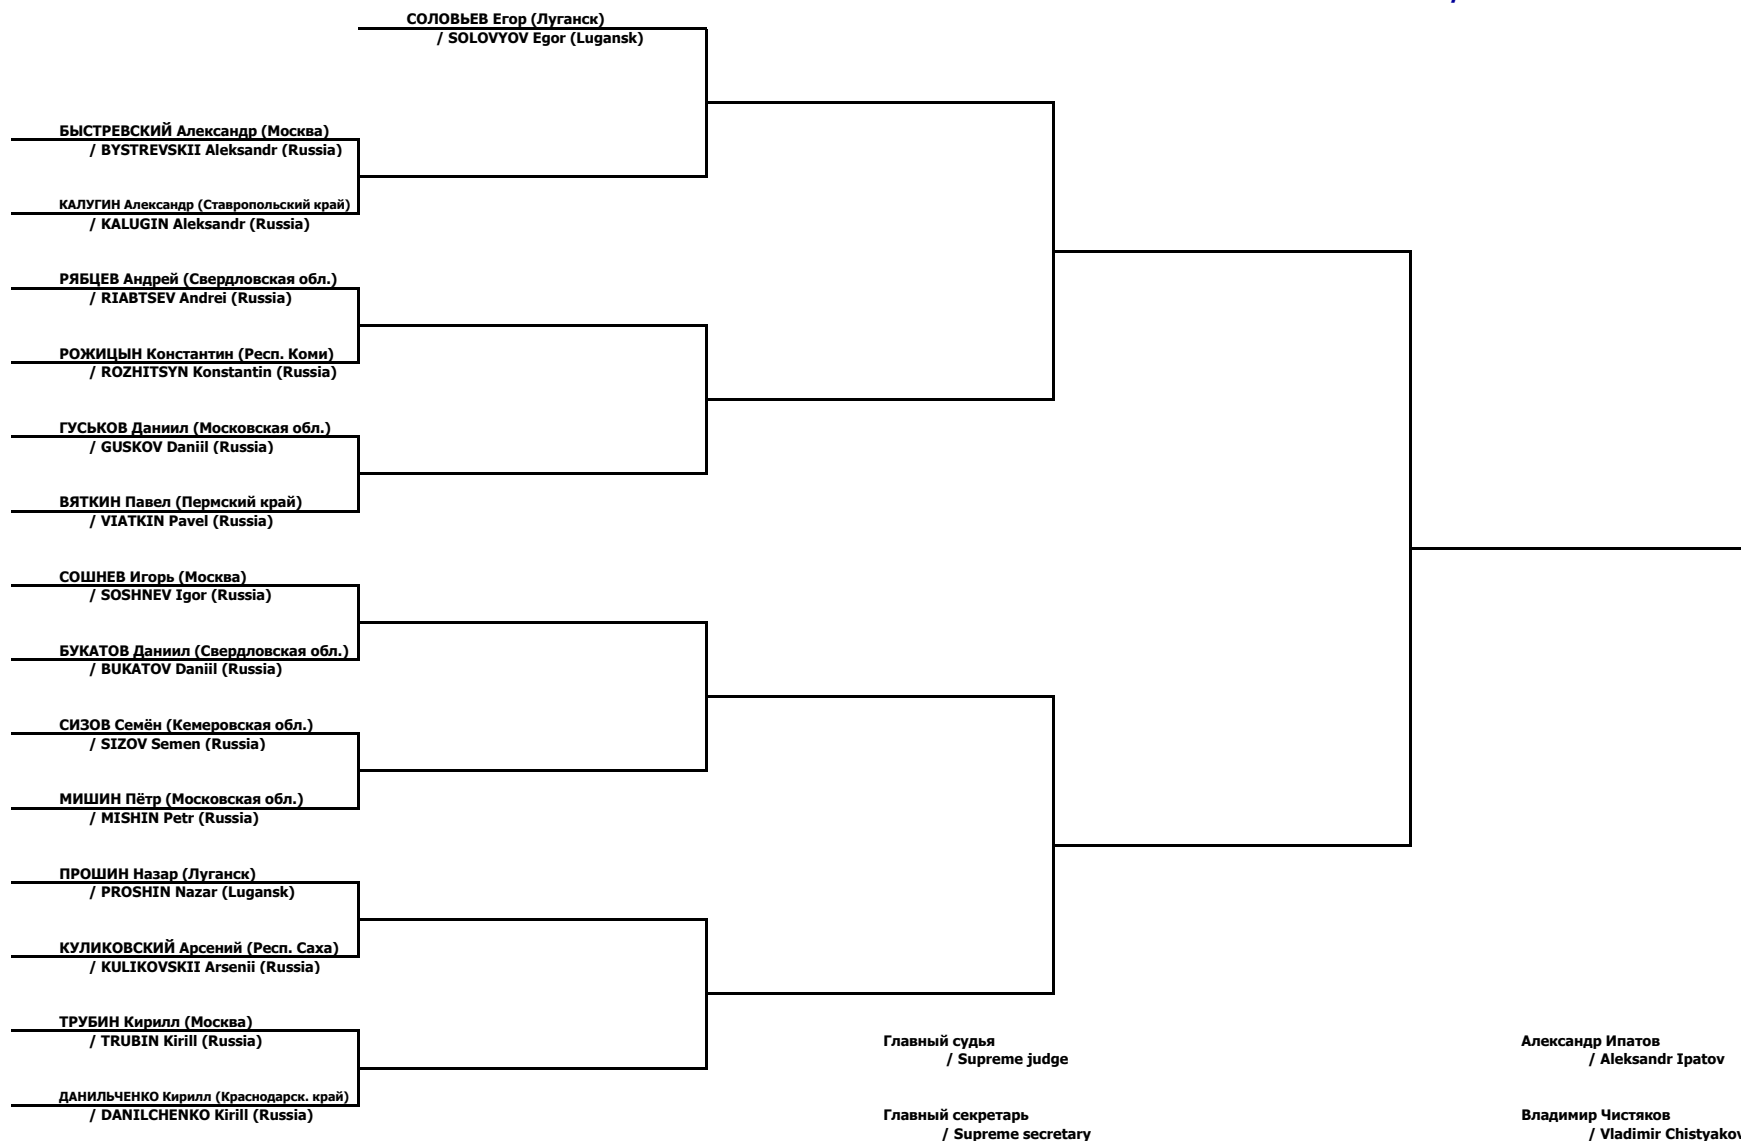 СОЛОВЬЕВ Егор (Луганск)
/ SOLOVYOV Egor (Lugansk)
БЫСТРЕВСКИЙ Александр (Москва)
/ BYSTREVSKII Aleksandr (Russia)
КАЛУГИН Александр (Ставропольский край)
/ KALUGIN Aleksandr (Russia)
РЯБЦЕВ Андрей (Свердловская обл.)
/ RIABTSEV Andrei (Russia)
РОЖИЦЫН Константин (Респ. Коми)
/ ROZHITSYN Konstantin (Russia)
ГУСЬКОВ Даниил (Московская обл.)
/ GUSKOV Daniil (Russia)
ВЯТКИН Павел (Пермский край)
/ VIATKIN Pavel (Russia)
СОШНЕВ Игорь (Москва)
/ SOSHNEV Igor (Russia)
БУКАТОВ Даниил (Свердловская обл.)
/ BUKATOV Daniil (Russia)
СИЗОВ Семён (Кемеровская обл.)
/ SIZOV Semen (Russia)
МИШИН Пётр (Московская обл.)
/ MISHIN Petr (Russia)
ПРОШИН Назар (Луганск)
/ PROSHIN Nazar (Lugansk)
КУЛИКОВСКИЙ Арсений (Респ. Саха)
/ KULIKOVSKII Arsenii (Russia)
ТРУБИН Кирилл (Москва)
/ TRUBIN Kirill (Russia)
ДАНИЛЬЧЕНКО Кирилл (Краснодарск. край)
/ DANILCHENKO Kirill (Russia)
Главный судья
/ Supreme judge
Александр Ипатов
/ Aleksandr Ipatov
Главный секретарь
/ Supreme secretary
Владимир Чистяков
/ Vladimir Chistyakov